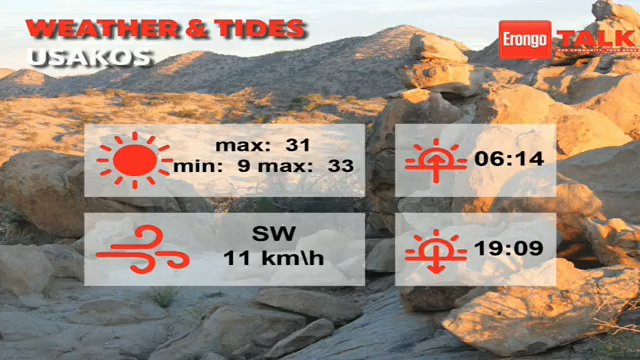 WEATHER & TIDES
USAKOS
Erongo
TALK
max: 31
min: 9 max: 33
06:14
SW
11 km\h
19:09